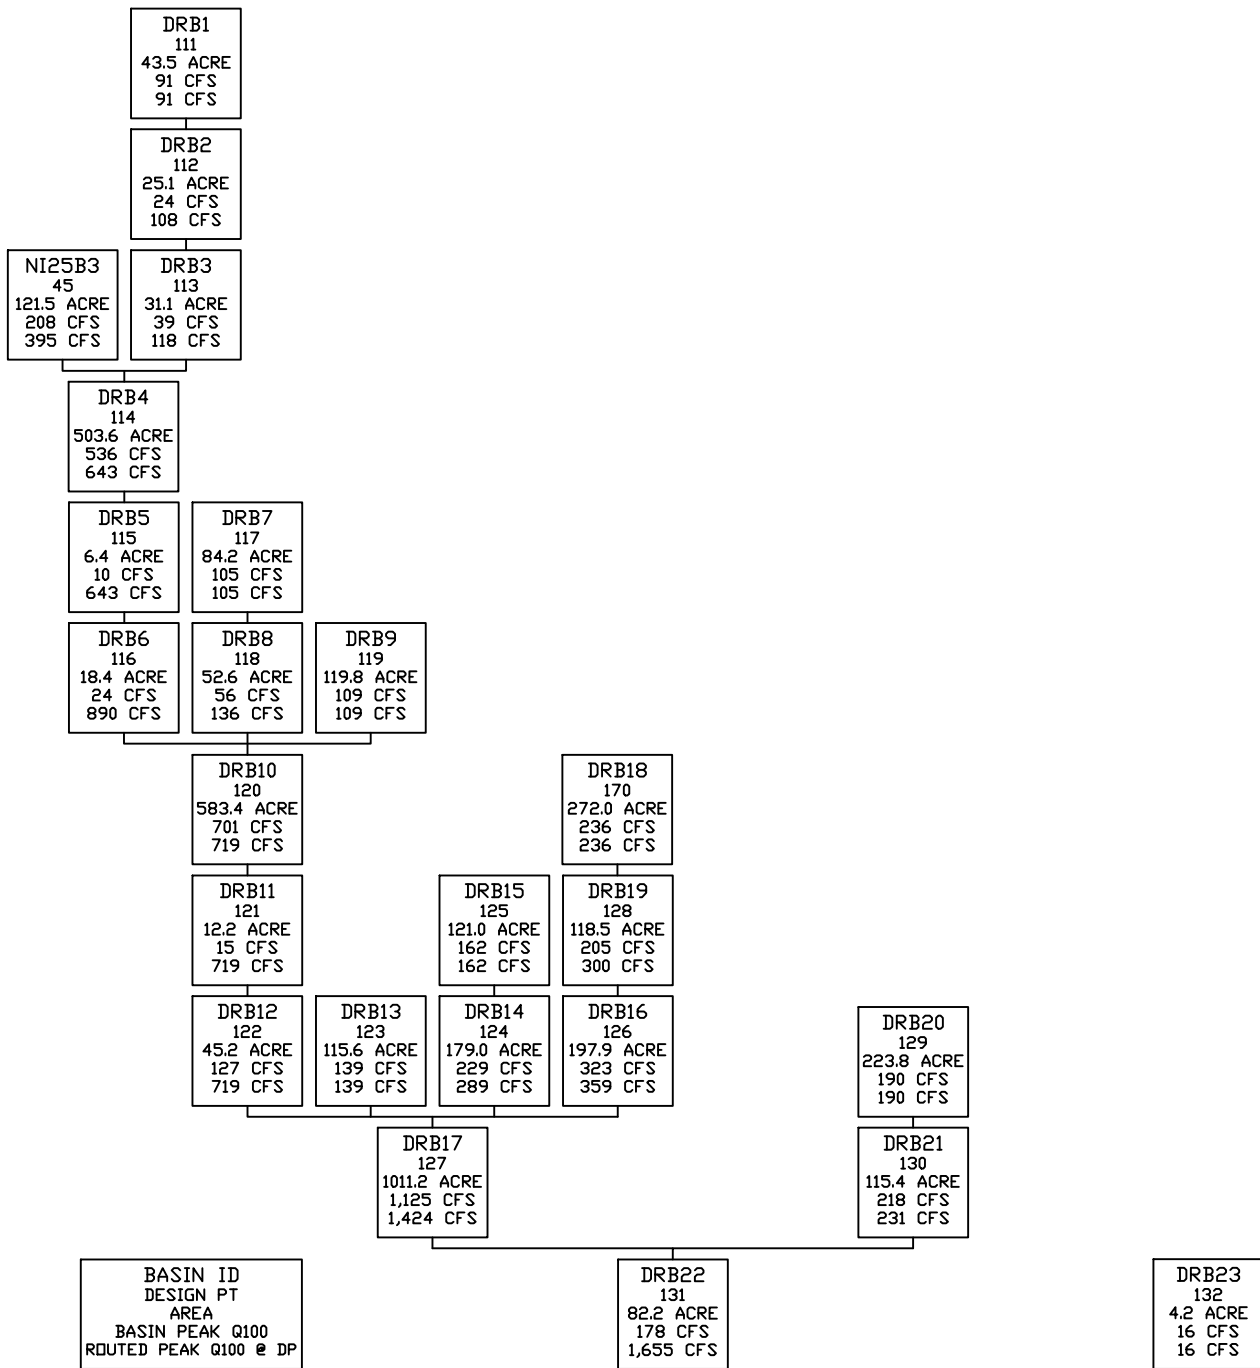 DRB1
111
43.5 ACRE
91 CFS
91 CFS
DRB2
112
25.1 ACRE
24 CFS
108 CFS
NI25B3
45
121.5 ACRE
208 CFS
395 CFS
DRB3
113
31.1 ACRE
39 CFS
118 CFS
DRB4
114
503.6 ACRE
536 CFS
643 CFS
DRB5
115
6.4 ACRE
10 CFS
643 CFS
DRB7
117
84.2 ACRE
105 CFS
105 CFS
DRB6
116
18.4 ACRE
24 CFS
890 CFS
DRB8
118
52.6 ACRE
56 CFS
136 CFS
DRB9
119
119.8 ACRE
109 CFS
109 CFS
DRB10
120
583.4 ACRE
701 CFS
719 CFS
DRB18
170
272.0 ACRE
236 CFS
236 CFS
DRB11
121
12.2 ACRE
15 CFS
719 CFS
DRB15
125
121.0 ACRE
162 CFS
162 CFS
DRB19
128
118.5 ACRE
205 CFS
300 CFS
DRB12
122
45.2 ACRE
127 CFS
719 CFS
DRB13
123
115.6 ACRE
139 CFS
139 CFS
DRB14
124
179.0 ACRE
229 CFS
289 CFS
DRB16
126
197.9 ACRE
323 CFS
359 CFS
DRB20
129
223.8 ACRE
190 CFS
190 CFS
DRB17
127
1011.2 ACRE
1,125 CFS
1,424 CFS
DRB21
130
115.4 ACRE
218 CFS
231 CFS
BASIN ID
DESIGN PT
AREA
BASIN PEAK Q100
ROUTED PEAK Q100 @ DP
DRB22
131
82.2 ACRE
178 CFS
1,655 CFS
DRB23
132
4.2 ACRE
16 CFS
16 CFS